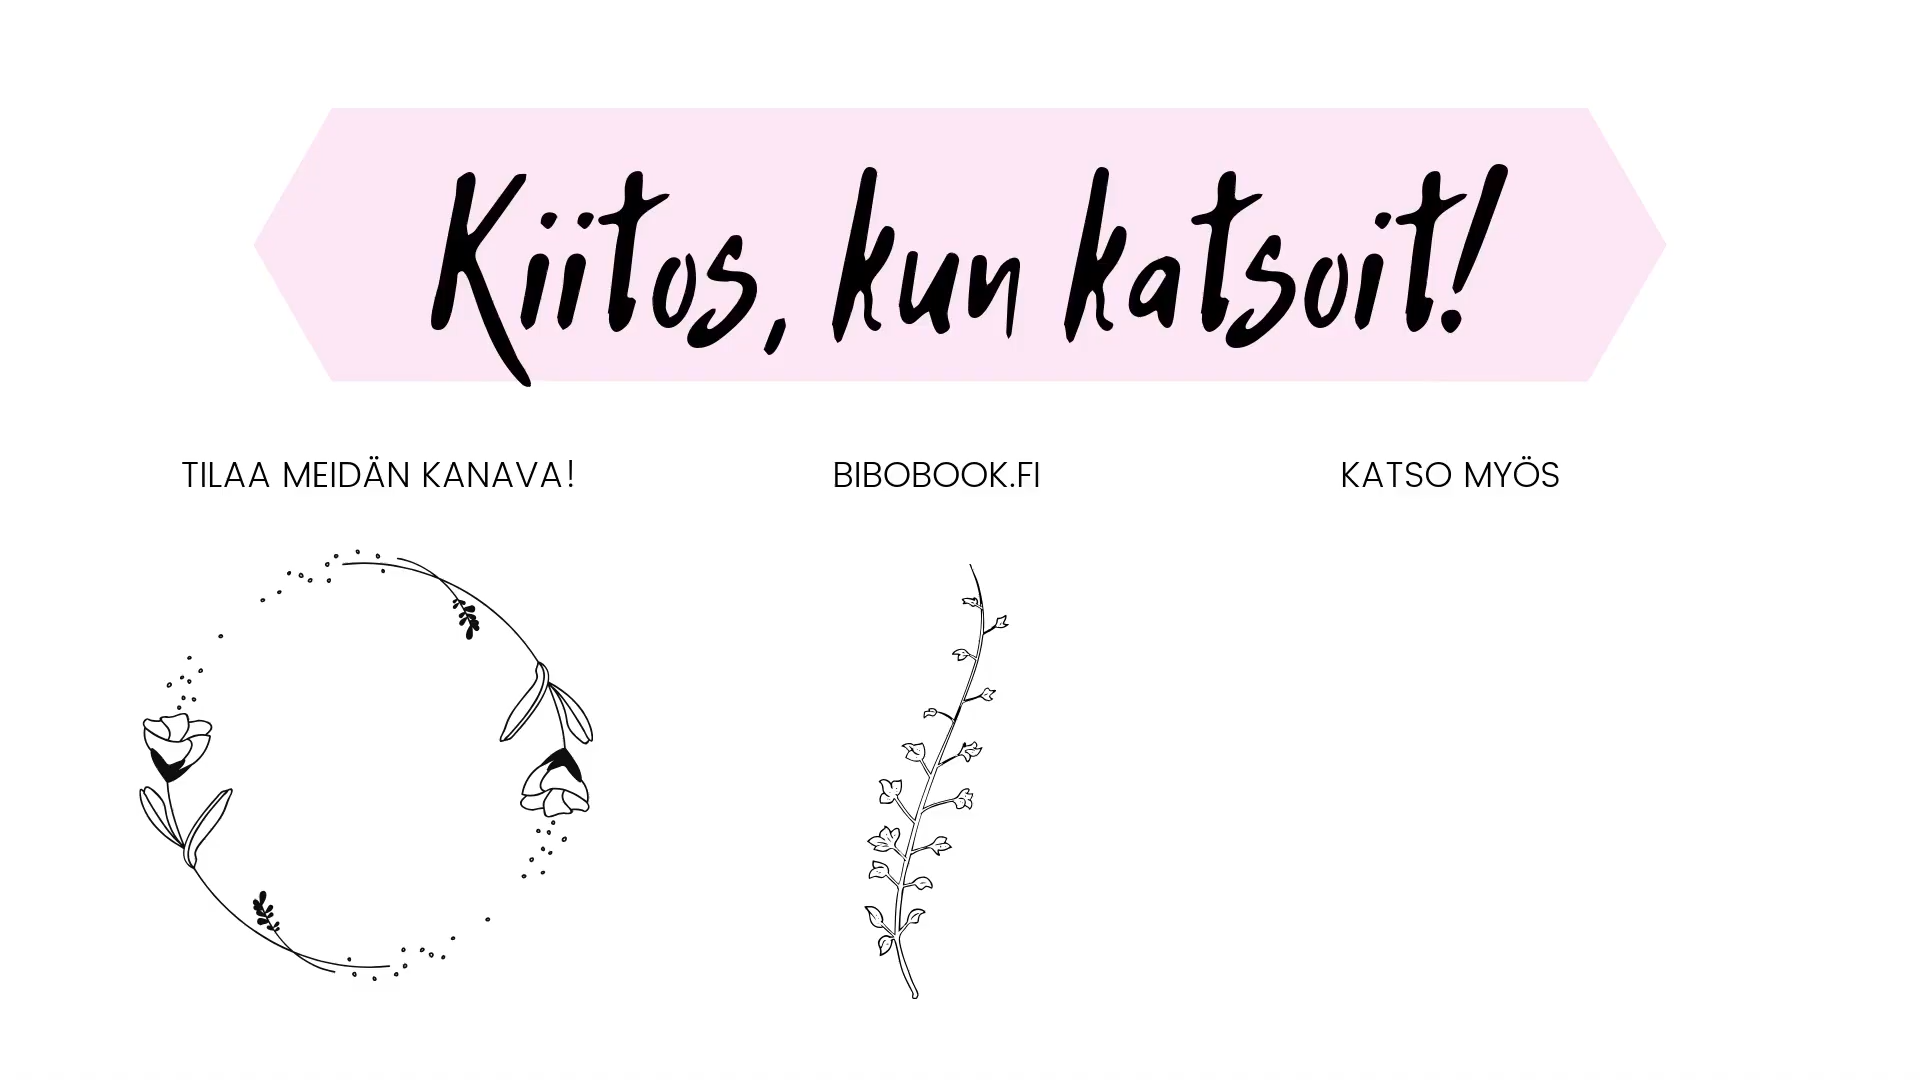 Kiitos, kun katsoit!
TILAA MEIDÄN KANAVA!
BIBOBOOK.FI
KATSO MYÖS